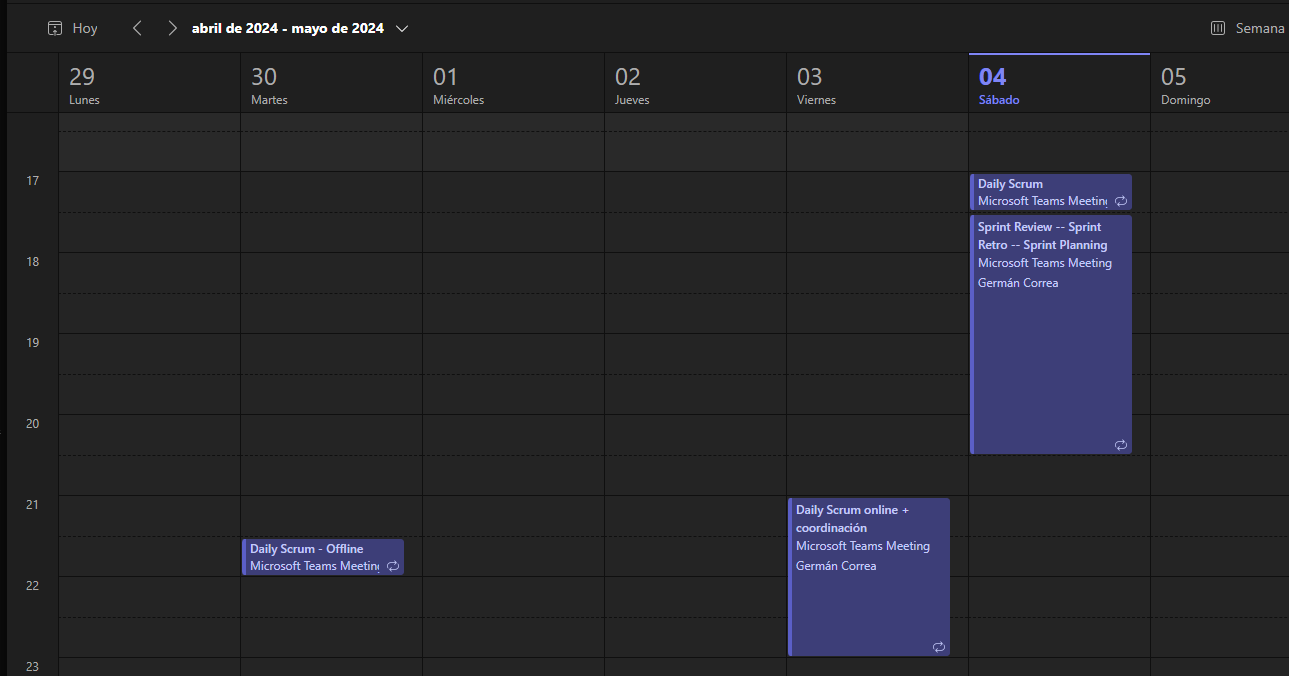 Hoy
abril de 2024 - mayo de 2024
Semana
29
Lunes
30
Martes
01
Miércoles
02
Jueves
03
Viernes
04
Sábado
05
Domingo
17
18
19
20
21
22
23
Daily Scrum - Offline
Microsoft Teams Meeting
Daily Scrum online +
coordinación
Microsoft Teams Meeting
Germán Correa
Daily Scrum
Microsoft Teams Meeting
Sprint Review -- Sprint
Retro -- Sprint Planning
Microsoft Teams Meeting
Germán Correa